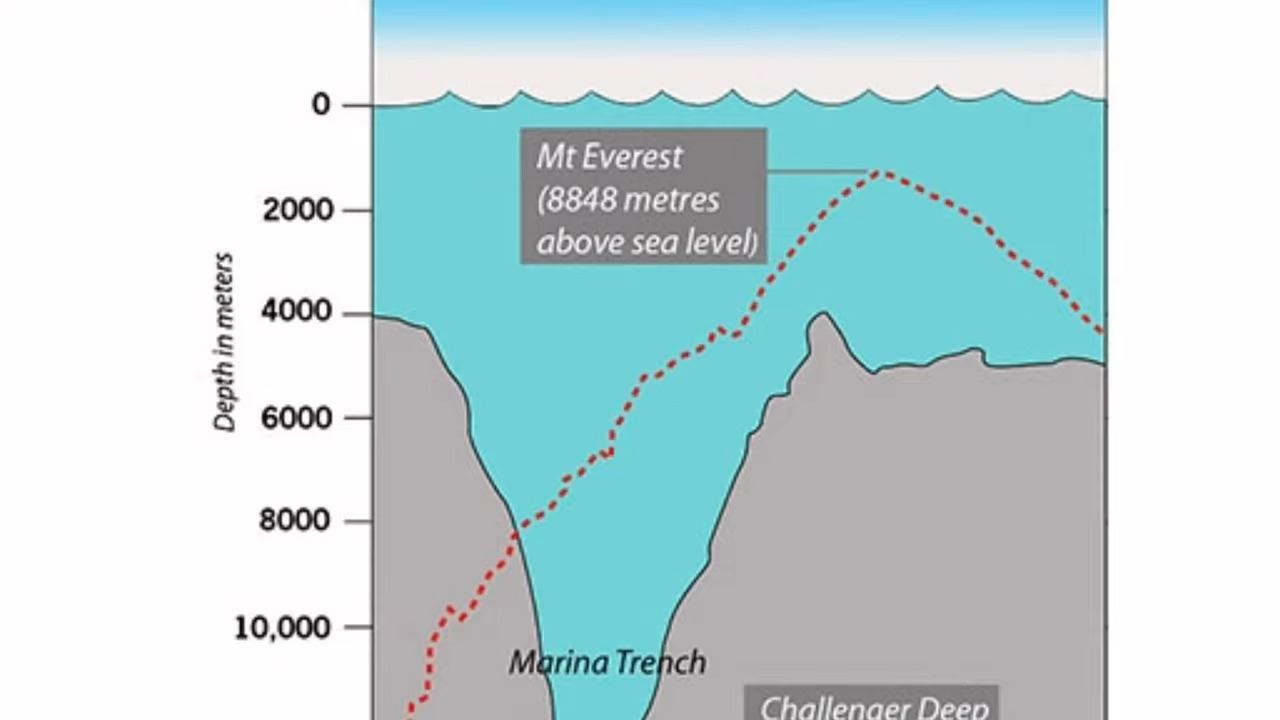 0
Mt Everest
(8848 metres
above sea level)
2000
4000
Depth in meters
6000
8000
10,000
Marina Trench
Challenger Deep